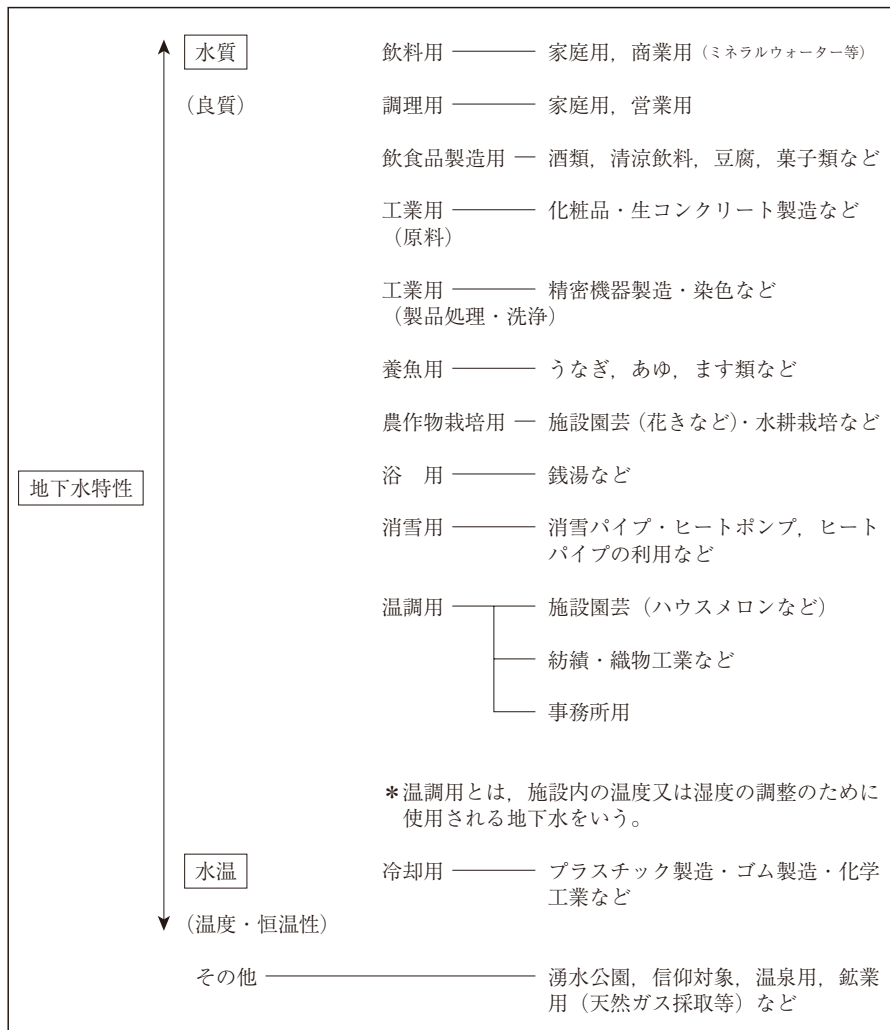 水質 飲料用 家庭用，商業用（ミネラルウォーター等）
（良質） 調理用 家庭用，営業用
飲食品製造用 酒類，清涼飲料，豆腐，菓子類など
工業用 化粧品・生コンクリート製造など
（原料）
工業用 精密機器製造・染色など
（製品処理・洗浄）
養魚用 うなぎ，あゆ，ます類など
農作物栽培用 施設園芸（花きなど）・水耕栽培など
浴　用 銭湯など
地下水特性
消雪用 消雪パイプ・ヒートポンプ，ヒート
パイプの利用など
温調用 施設園芸（ハウスメロンなど）
紡績・織物工業など
事務所用
＊温調用とは，施設内の温度又は湿度の調整のために
使用される地下水をいう。
水温 冷却用 プラスチック製造・ゴム製造・化学
工業など
（温度・恒温性）
その他 湧水公園，信仰対象，温泉用，鉱業
用（天然ガス採取等）など